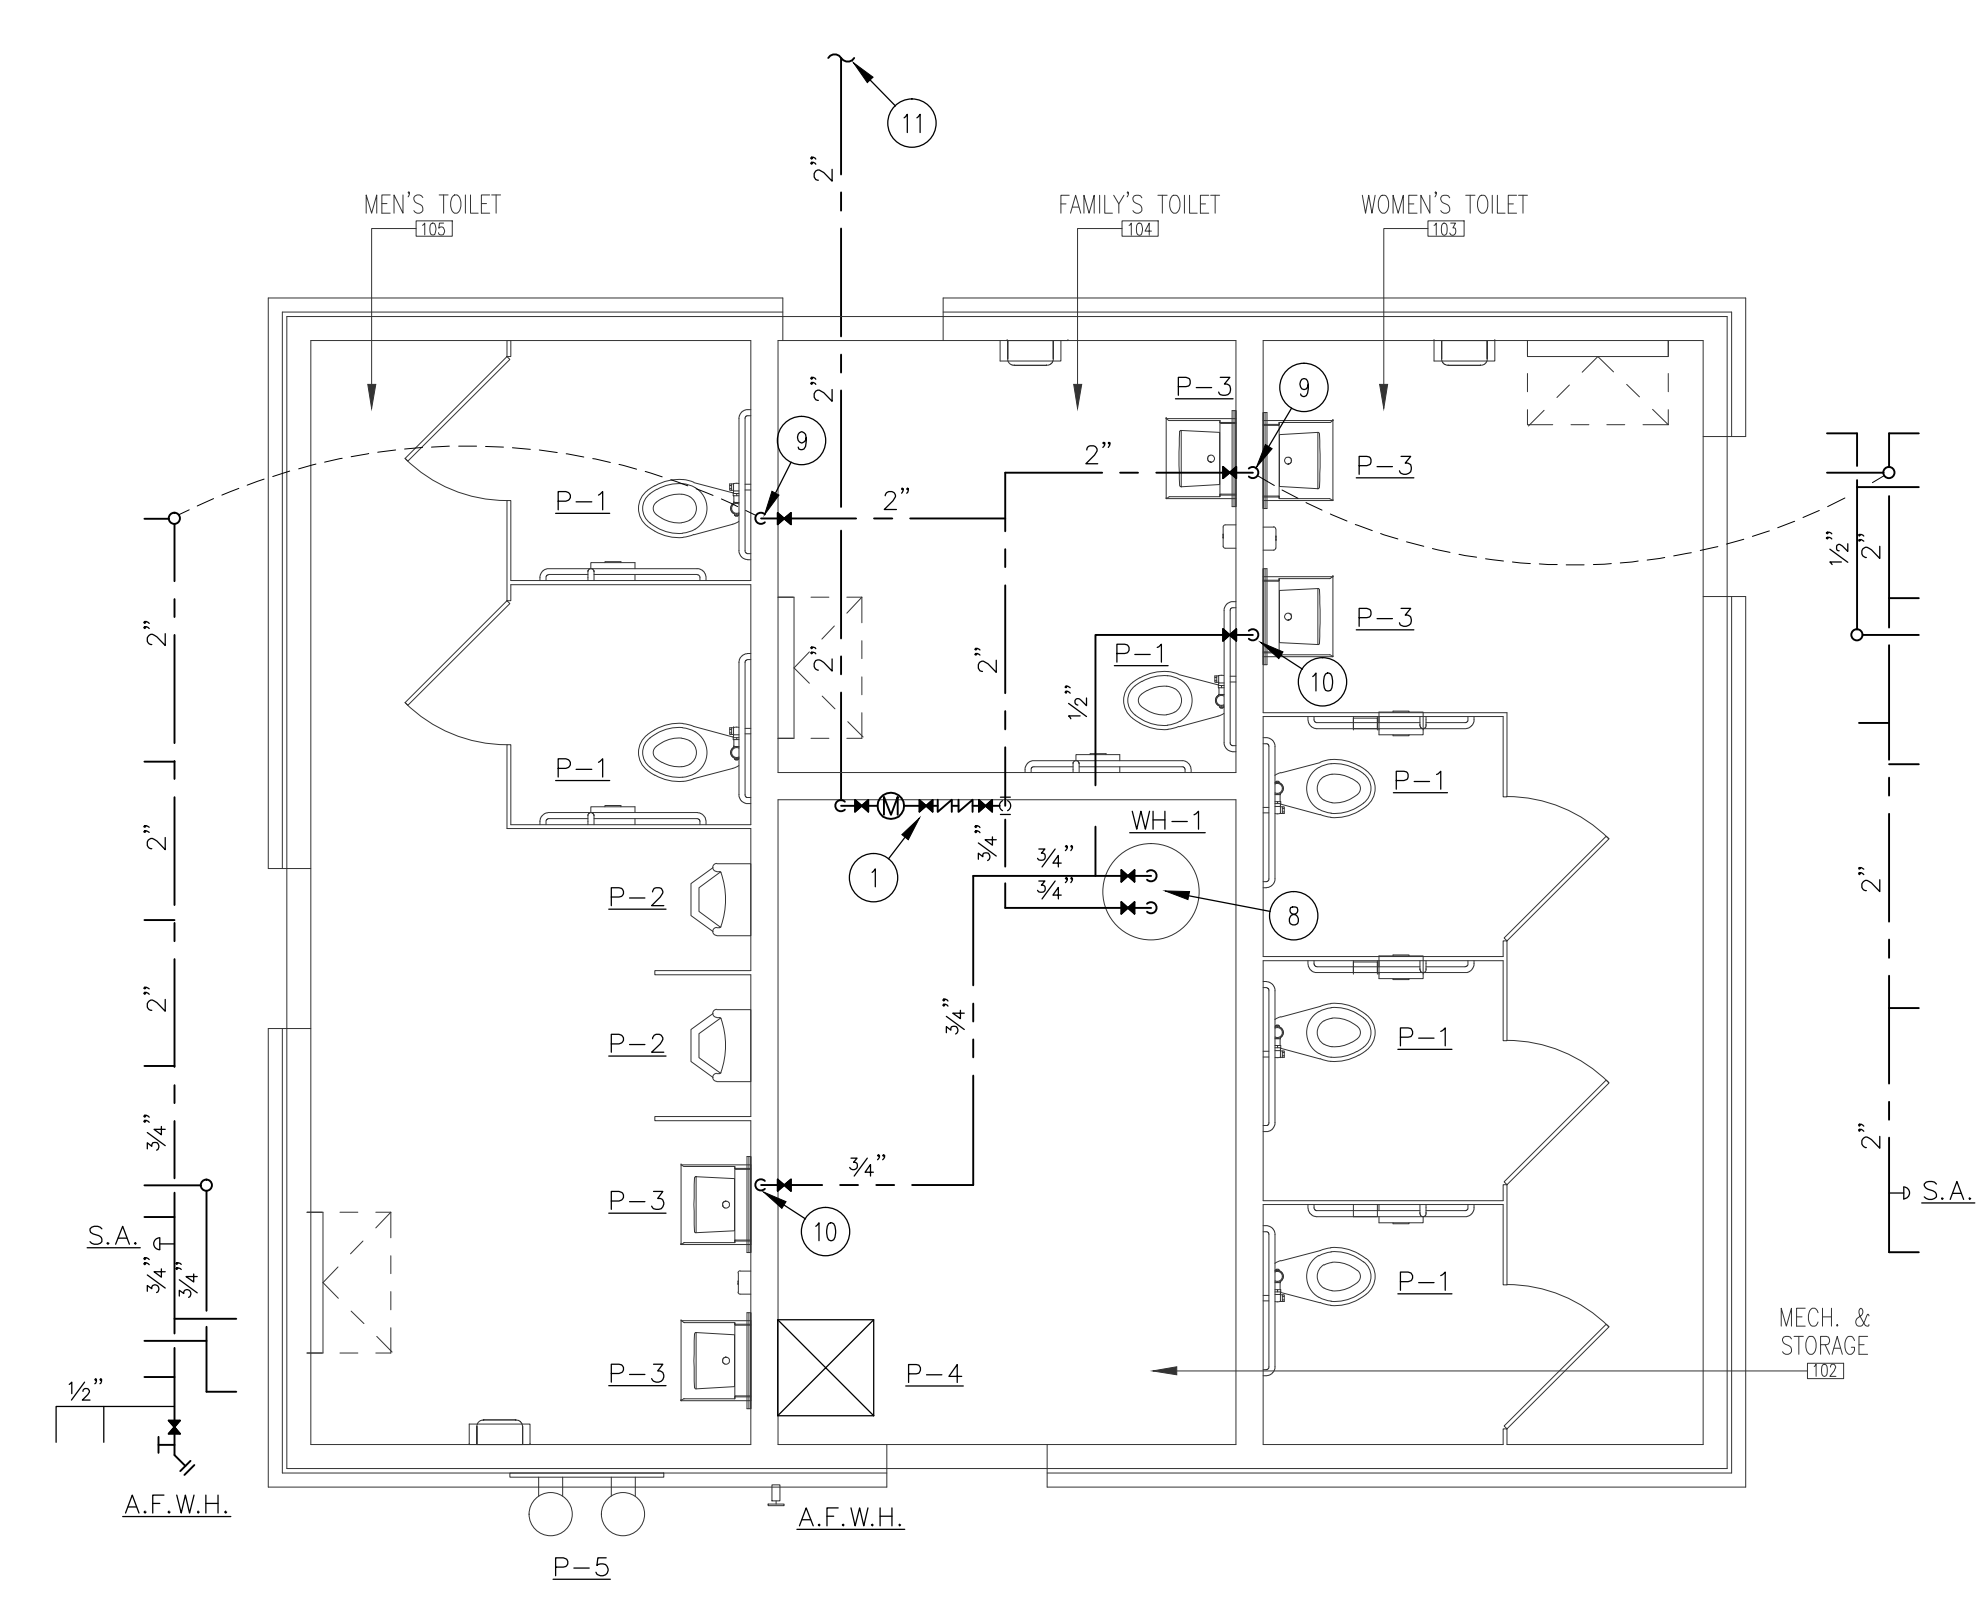 11
2"
MEN'S TOILET
105
FAMILY'S TOILET
104
WOMEN'S TOILET
103
2"
P-3
9
9
2"
P-3
P-1
2"
1/2"
2"
2"
P-3
2"
2"
P-1
10
1/2"
P-1
P-1
2"
WH-1
3/4"
3/4"
M
1
3/4"
8
P-2
2"
2"
3/4"
P-2
P-1
3/4"
2"
3/4"
P-3
10
S.A.
S.A.
3/4"
3/4"
P-1
MECH. &
STORAGE
102
P-3
P-4
1/2"
A.F.W.H.
A.F.W.H.
P-5